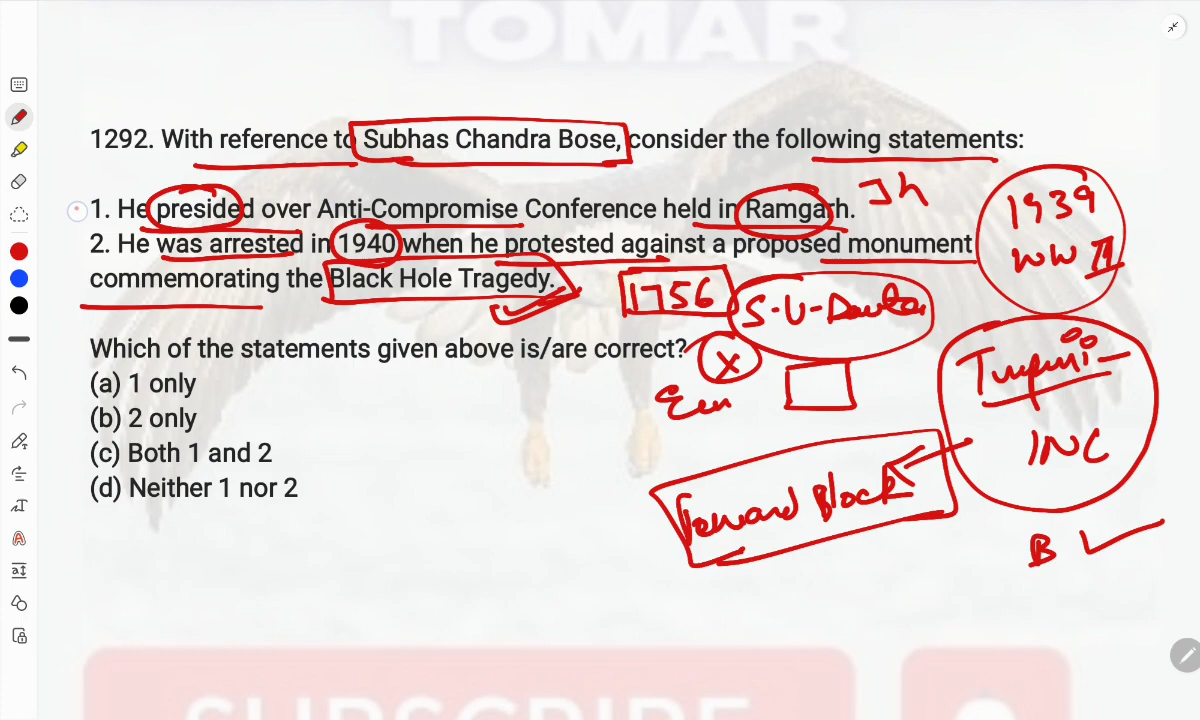 TOMAR
1292. With reference to Subhas Chandra Bose, consider the following statements:
1. He presided over Anti-Compromise Conference held in Ramgarh.
Jh
1939
WW II
2. He was arrested in 1940 when he protested against a proposed monument
commemorating the Black Hole Tragedy.
1756
S-U-Daula
Which of the statements given above is/are correct?
X
Tripuri
INC
(a) 1 only
(b) 2 only
(c) Both 1 and 2
(d) Neither 1 nor 2
Forward Block
B
SUBSCRIBE